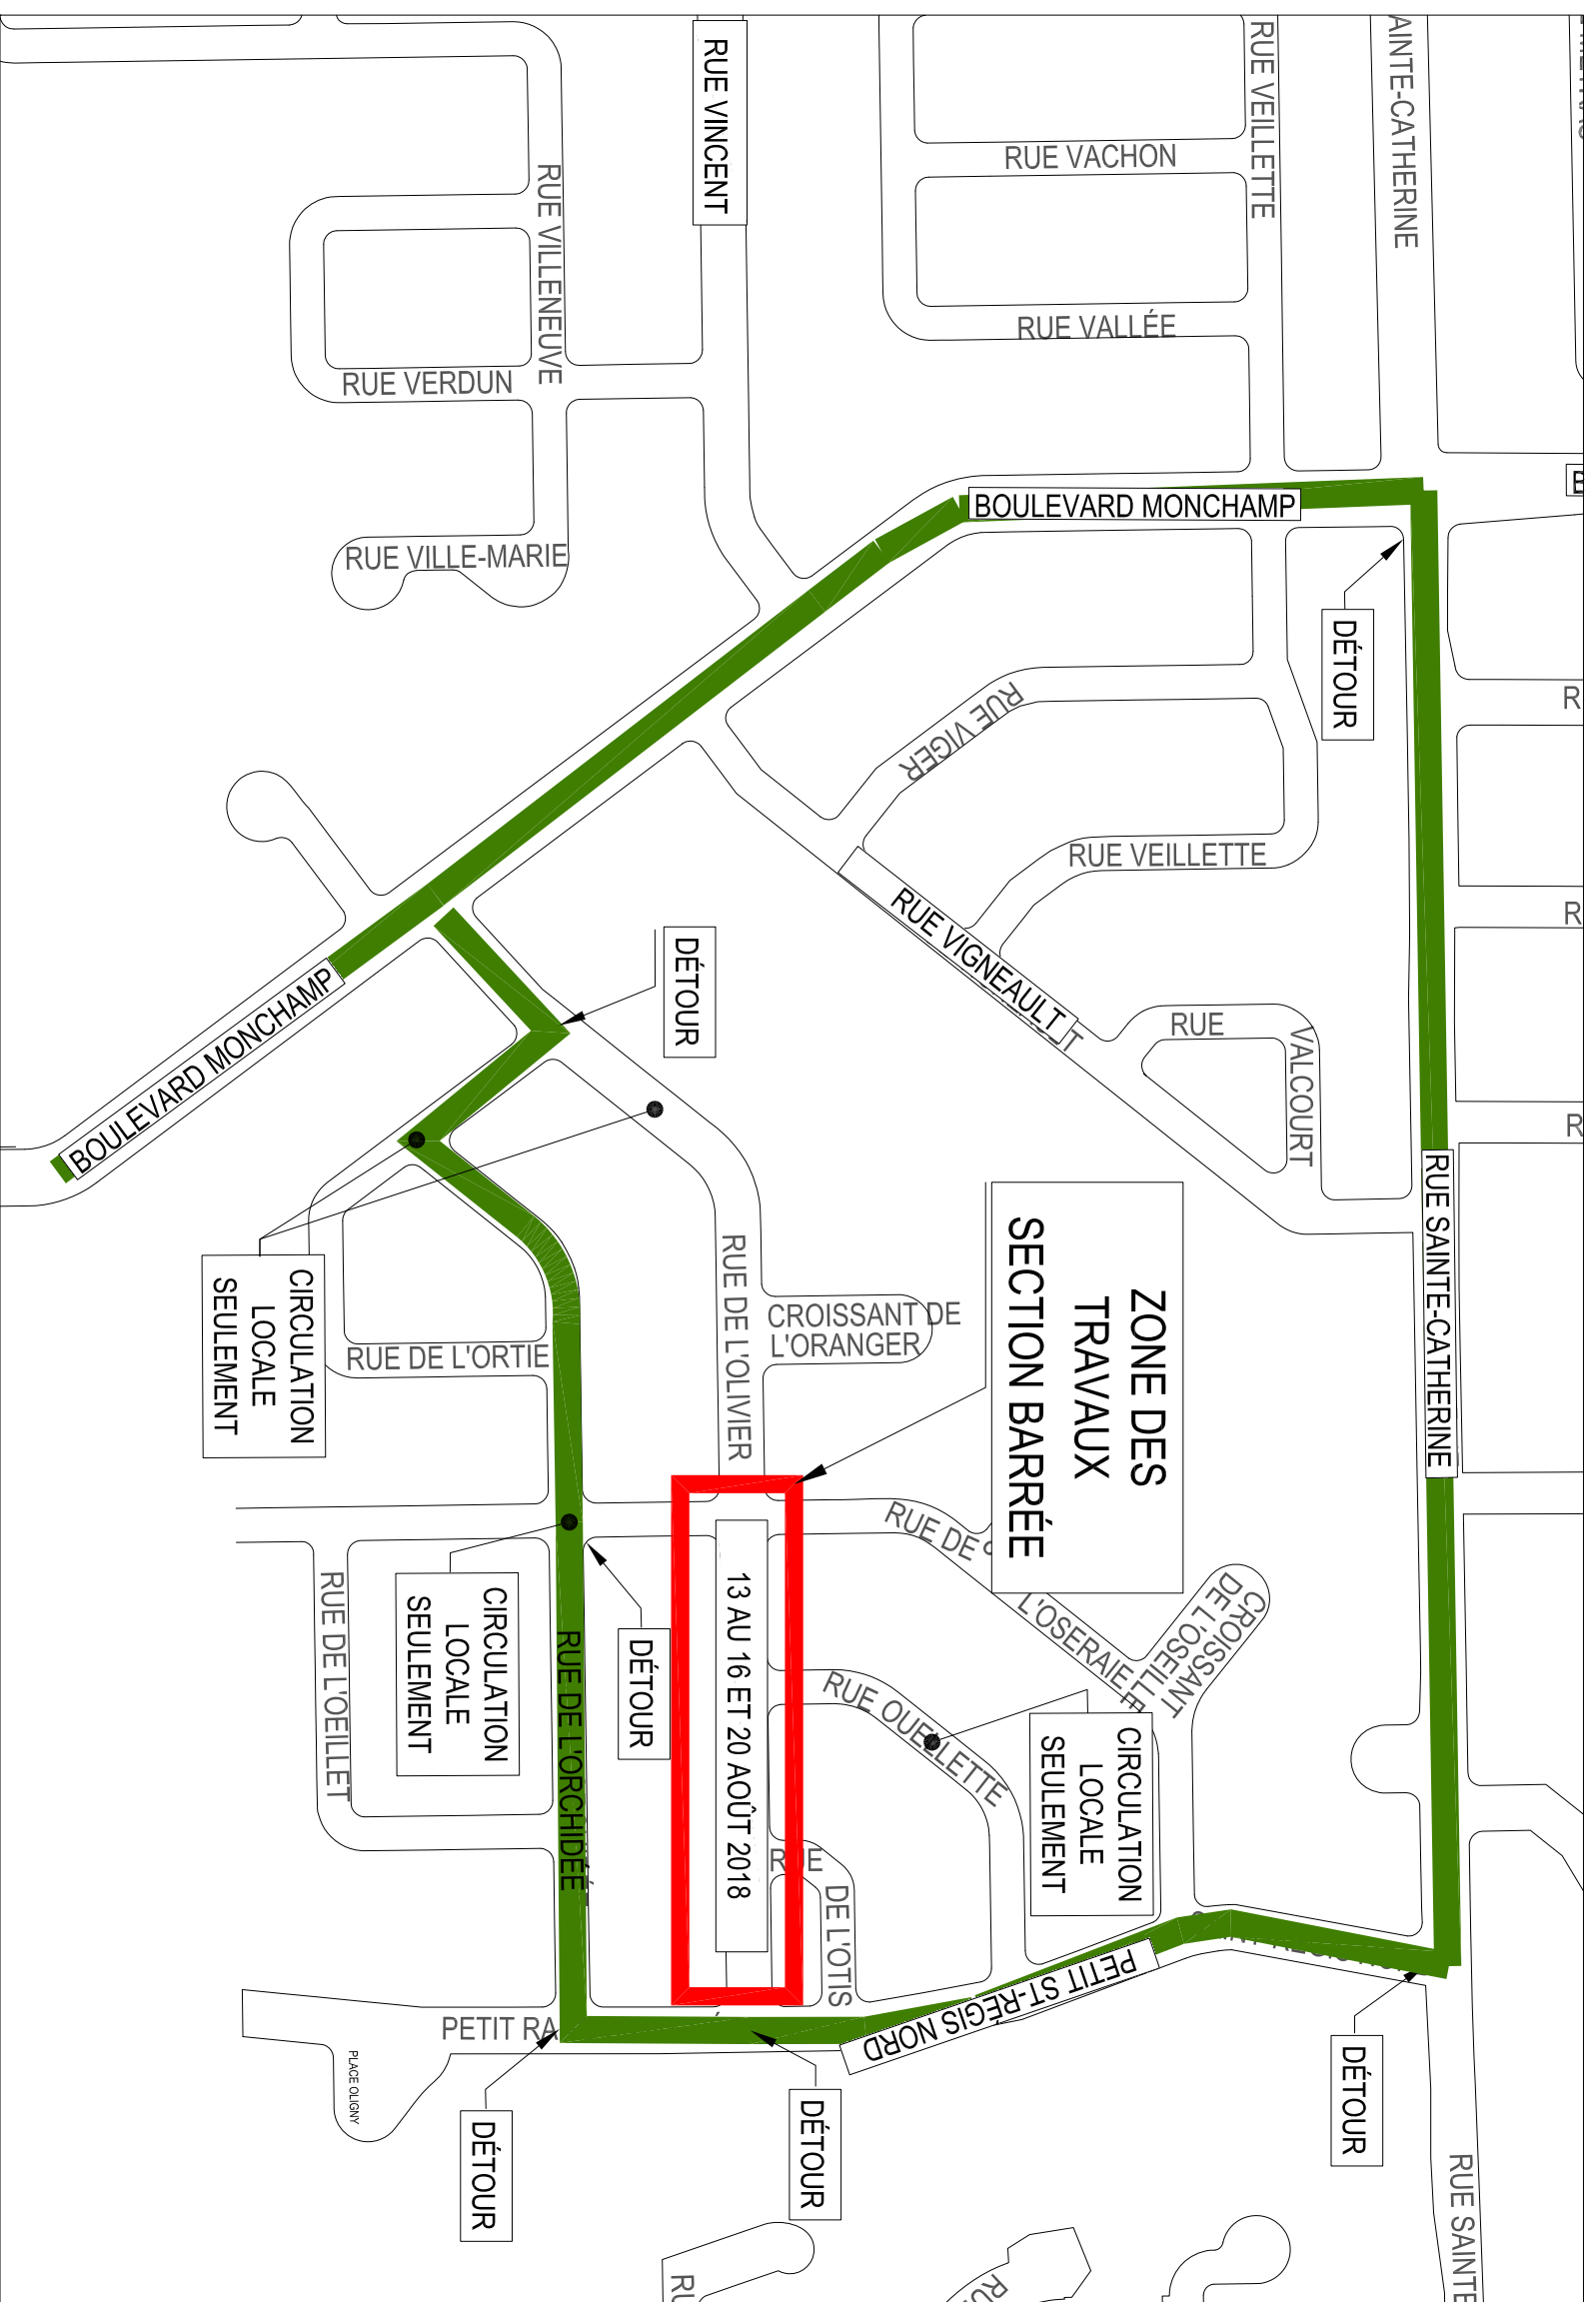 RUE VINCENT
RUE VEILLETTE
AINTE-CATHERINE
RUE VACHON
RUE VILLENEUVE
RUE VALLÉE
RUE VERDUN
BOULEVARD MONCHAMP
B
RUE VILLE-MARIE
DÉTOUR
R
RUE VIGER
RUE VEILLETTE
RUE VIGNEAULT
R
DÉTOUR
BOULEVARD MONCHAMP
RUE
VALCOURT
R
RUE SAINTE-CATHERINE
ZONE DES
TRAVAUX
SECTION BARRÉE
RUE DE L'OLIVIER
CROISSANT DE
L'ORANGER
CIRCULATION
LOCALE
SEULEMENT
RUE DE L'ORTIE
RUE DE
L'OSERAIE
CROISSANT
DE L'OSEILLE
13 AU 16 ET 20 AOÛT 2018
CIRCULATION
LOCALE
SEULEMENT
RUE DE L'OEILLET
RUE DE L'ORCHIDÉE
DÉTOUR
RUE OUELLETTE
CIRCULATION
LOCALE
SEULEMENT
RUE
DE L'OTIS
PETIT ST-REGIS NORD
PETIT RA
PLACE OLIGNY
DÉTOUR
DÉTOUR
DÉTOUR
RUE SAINTE
RU
RU